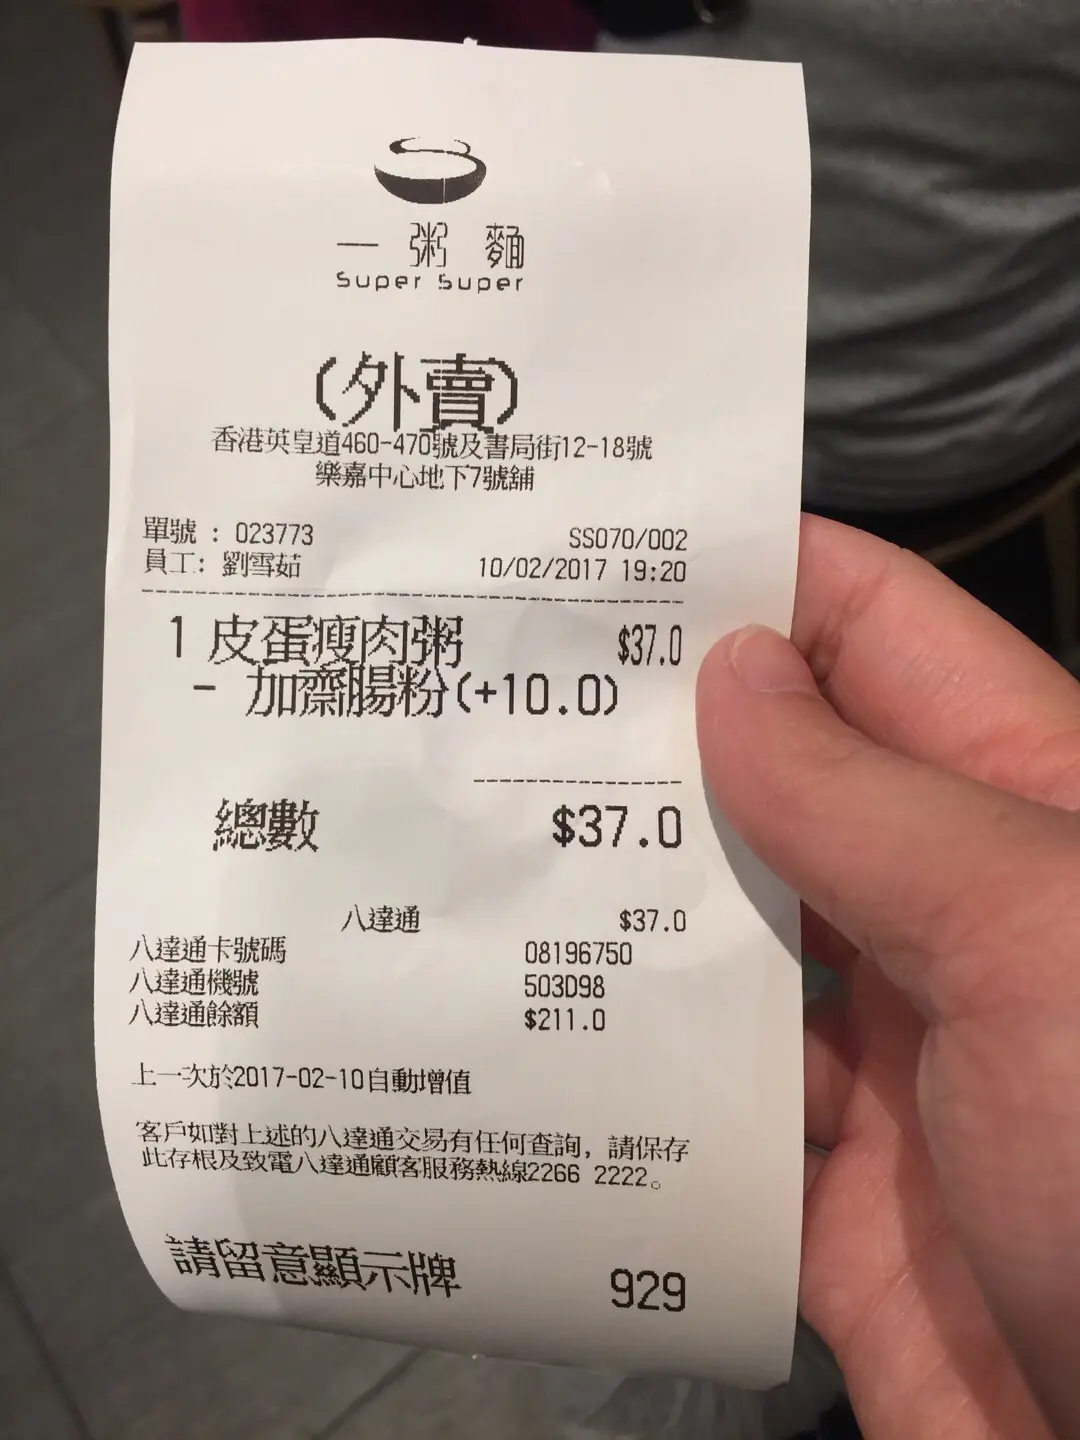 一粥麵
Super Super
(外賣)
香港英皇道460-470號及書局街12-18號
樂嘉中心地下7號舖
單號 : 023773 SS070/002
員工: 劉雪茹 10/02/2017 19:20
1 皮蛋瘦肉粥 $37.0
- 加齋腸粉(+10.0)
總數 $37.0
八達通 $37.0
八達通卡號碼 08196750
八達通機號 503D98
八達通餘額 $211.0
上一次於2017-02-10自動增值
客戶如對上述的八達通交易有任何查詢，請保存
此存根及致電八達通顧客服務熱線2266 2222。
請留意顯示牌 929